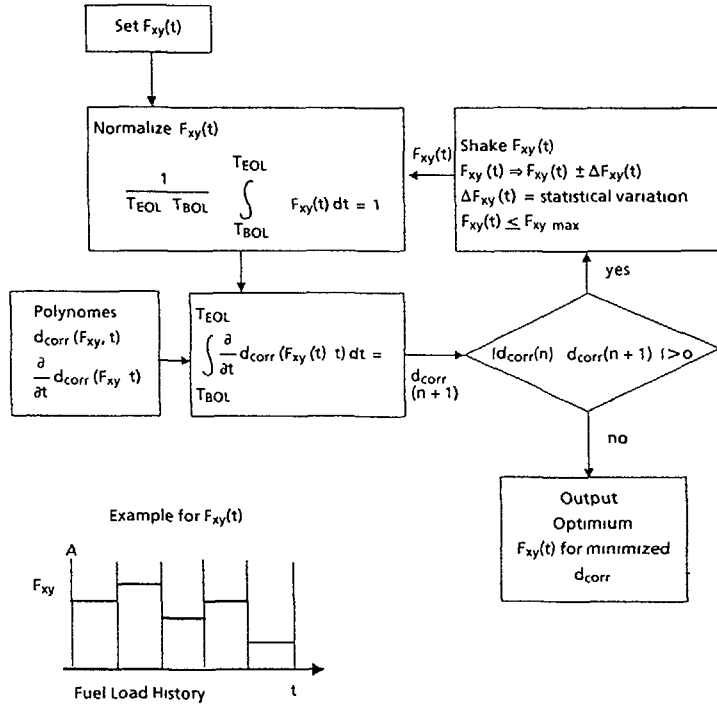 Set Fxy(t)
Normalize Fxy(t)
TEOL
1
TEOL TBOL
∫ Fxy(t) dt = 1
TBOL
Fxy(t)
Shake Fxy(t)
Fxy (t) ⇒ Fxy(t) ± ΔFxy(t)
ΔFxy (t) = statistical variation
Fxy(t) ≤ Fxy max
yes
Polynomes
dcorr (Fxy, t)
∂
∂t
dcorr (Fxy t)
TEOL
∫ ∂
∂t
dcorr (Fxy (t) t) dt =
TBOL
dcorr
(n + 1)
|dcorr(n) dcorr(n + 1) |>0
no
Output
Optimum
Fxy(t) for minimized
dcorr
Example for Fxy(t)
A
Fxy
Fuel Load History
t